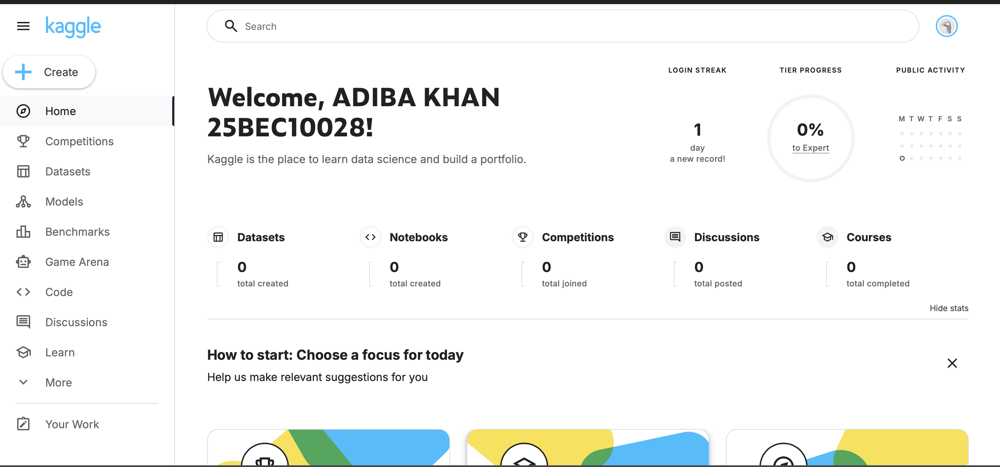 kaggle
Search
Create
Home
Competitions
Datasets
Models
Benchmarks
Game Arena
Code
Discussions
Learn
More
Your Work
Welcome, ADIBA KHAN
25BEC10028!
Kaggle is the place to learn data science and build a portfolio.
LOGIN STREAK
1
day
a new record!
TIER PROGRESS
0%
to Expert
PUBLIC ACTIVITY
M T W T F S S
Datasets
0
total created
Notebooks
0
total created
Competitions
0
total joined
Discussions
0
total posted
Courses
0
total completed
Hide stats
How to start: Choose a focus for today
Help us make relevant suggestions for you